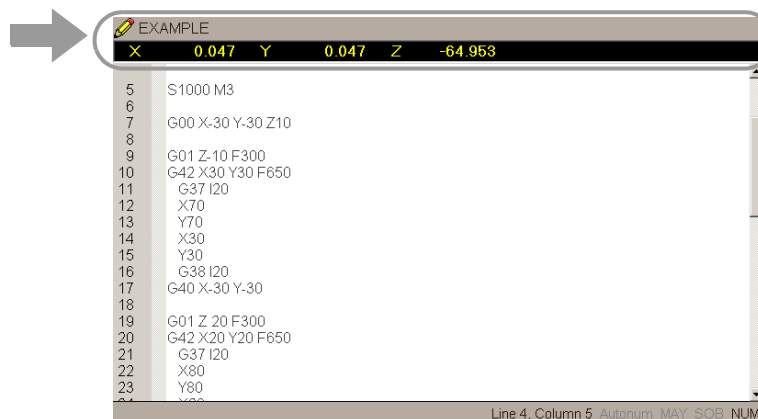 EXAMPLE
X 0.047 Y 0.047 Z -64.953
5 S1000 M3
6
7 G00 X-30 Y-30 Z10
8
9 G01 Z-10 F300
10 G42 X30 Y30 F650
11 G37 I20
12 X70
13 Y70
14 X30
15 Y30
16 G38 I20
17 G40 X-30 Y-30
18
19 G01 Z 20 F300
20 G42 X20 Y20 F650
21 G37 I20
22 X80
23 Y80
Line 4, Column 5 Autonum MAY SOB NUM